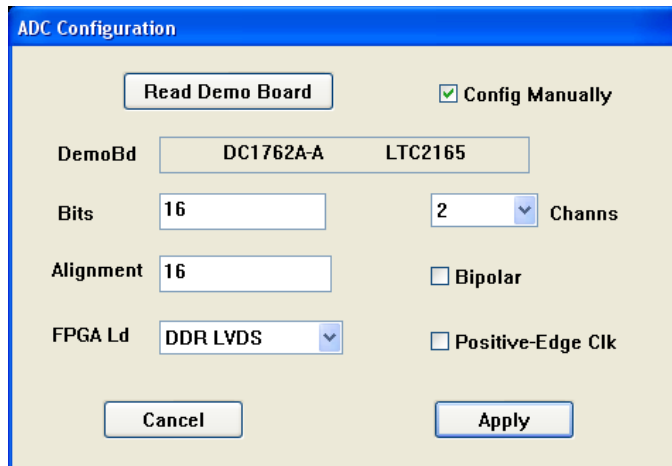 ADC Configuration
Read Demo Board Config Manually
DemoBd DC1762A-A LTC2165
Bits 16 2 Channs
Alignment 16 Bipolar
FPGA Ld DDR LVDS Positive-Edge Clk
Cancel Apply